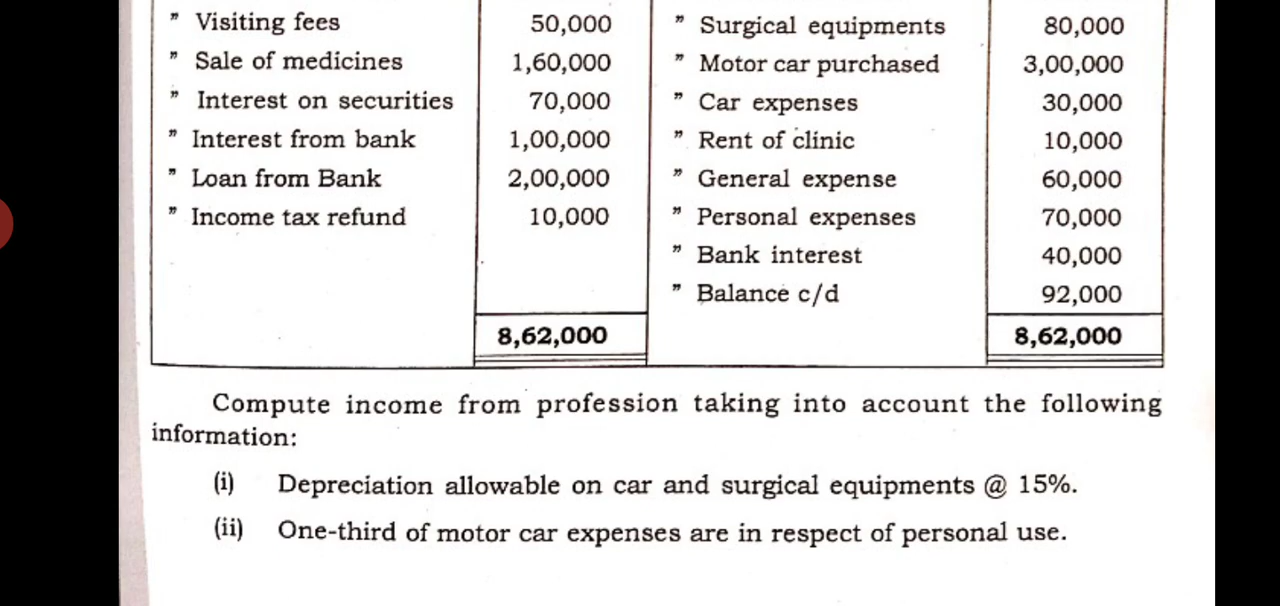 " Visiting fees 50,000 " Surgical equipments 80,000
" Sale of medicines 1,60,000 " Motor car purchased 3,00,000
" Interest on securities 70,000 " Car expenses 30,000
" Interest from bank 1,00,000 " Rent of clinic 10,000
" Loan from Bank 2,00,000 " General expense 60,000
" Income tax refund 10,000 " Personal expenses 70,000
" Bank interest 40,000
" Balance c/d 92,000
8,62,000 8,62,000
Compute income from profession taking into account the following
information:
(i) Depreciation allowable on car and surgical equipments @ 15%.
(ii) One-third of motor car expenses are in respect of personal use.